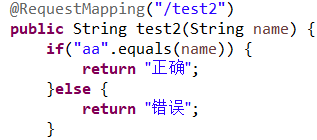 @RequestMapping("/test2")
public String test2(String name) {
    if("aa".equals(name)) {
        return "正确";
    }else {
        return "错误";
    }